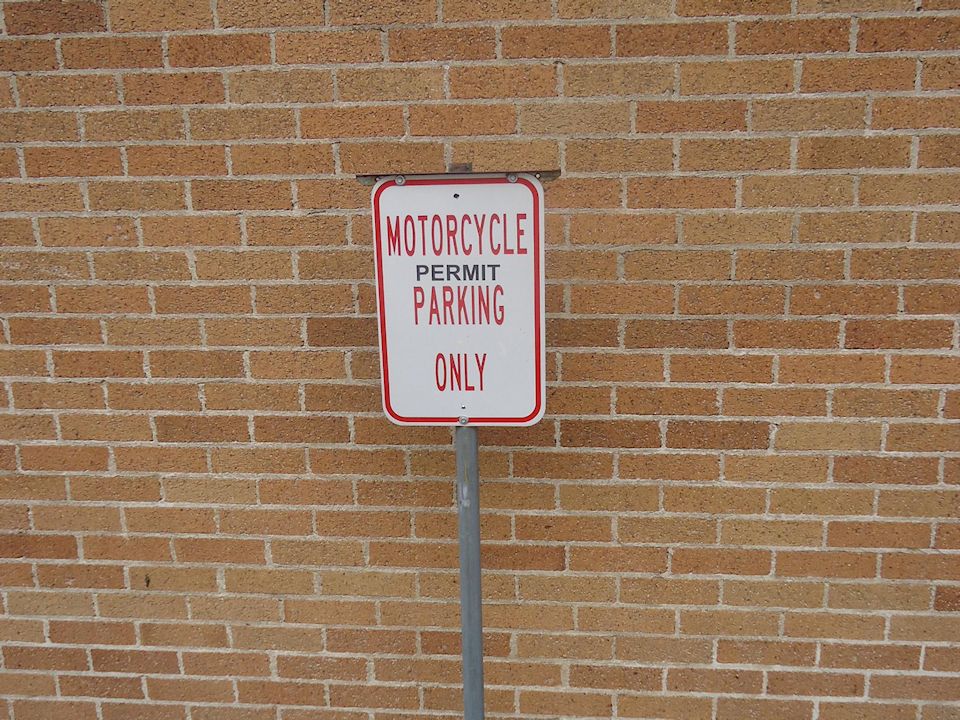 MOTORCYCLE
PERMIT
PARKING
ONLY